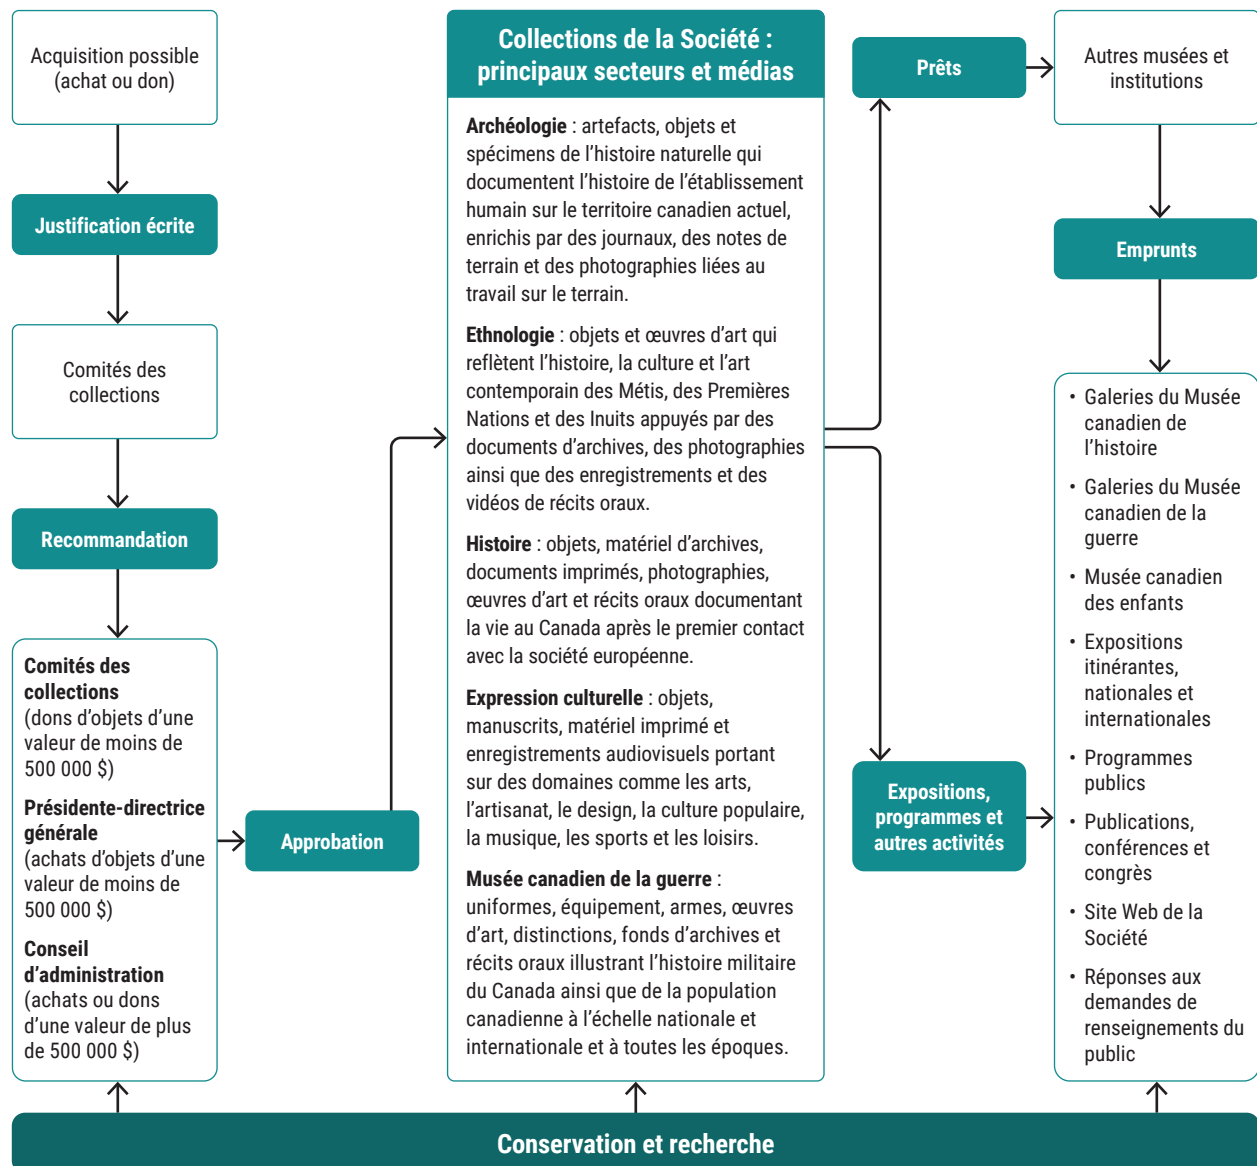 Acquisition possible
(achat ou don)
Justification écrite
Comités des
collections
Recommandation
Comités des
collections
(dons d’objets d’une
valeur de moins de
500 000 $)
Présidente-directrice
générale
(achats d’objets d’une
valeur de moins de
500 000 $)
Conseil
d’administration
(achats ou dons
d’une valeur de plus
de 500 000 $)
Approbation
Collections de la Société :
principaux secteurs et médias
Archéologie : artefacts, objets et
spécimens de l’histoire naturelle qui
documentent l’histoire de l’établissement
humain sur le territoire canadien actuel,
enrichis par des journaux, des notes de
terrain et des photographies liées au
travail sur le terrain.
Ethnologie : objets et œuvres d’art qui
reflètent l’histoire, la culture et l’art
contemporain des Métis, des Premières
Nations et des Inuits appuyés par des
documents d’archives, des photographies
ainsi que des enregistrements et des
vidéos de récits oraux.
Histoire : objets, matériel d’archives,
documents imprimés, photographies,
œuvres d’art et récits oraux documentant
la vie au Canada après le premier contact
avec la société européenne.
Expression culturelle : objets,
manuscrits, matériel imprimé et
enregistrements audiovisuels portant
sur des domaines comme les arts,
l’artisanat, le design, la culture populaire,
la musique, les sports et les loisirs.
Musée canadien de la guerre :
uniformes, équipement, armes, œuvres
d’art, distinctions, fonds d’archives et
récits oraux illustrant l’histoire militaire
du Canada ainsi que de la population
canadienne à l’échelle nationale et
internationale et à toutes les époques.
Prêts
Autres musées et
institutions
Emprunts
Expositions,
programmes et
autres activités
• Galeries du Musée
canadien de
l’histoire
• Galeries du Musée
canadien de la
guerre
• Musée canadien
des enfants
• Expositions
itinérantes,
nationales et
internationales
• Programmes
publics
• Publications,
conférences et
congrès
• Site Web de la
Société
• Réponses aux
demandes de
renseignements du
public
Conservation et recherche